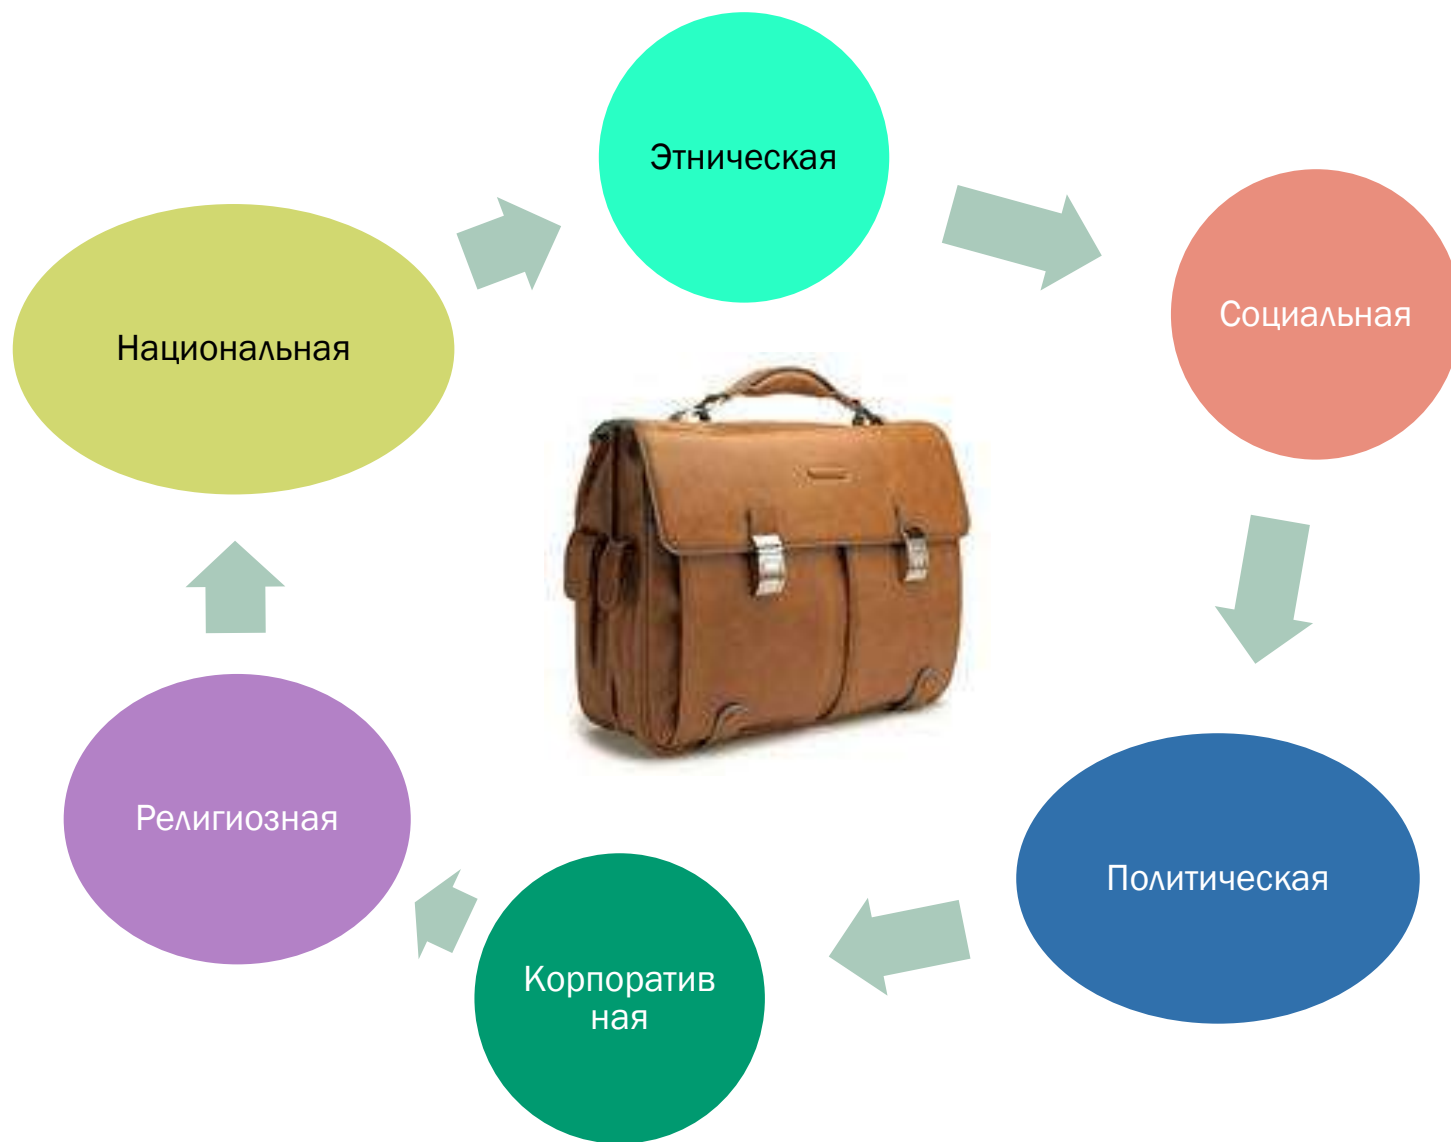 Этническая
Социальная
Национальная
Религиозная
Политическая
Корпоратив
ная